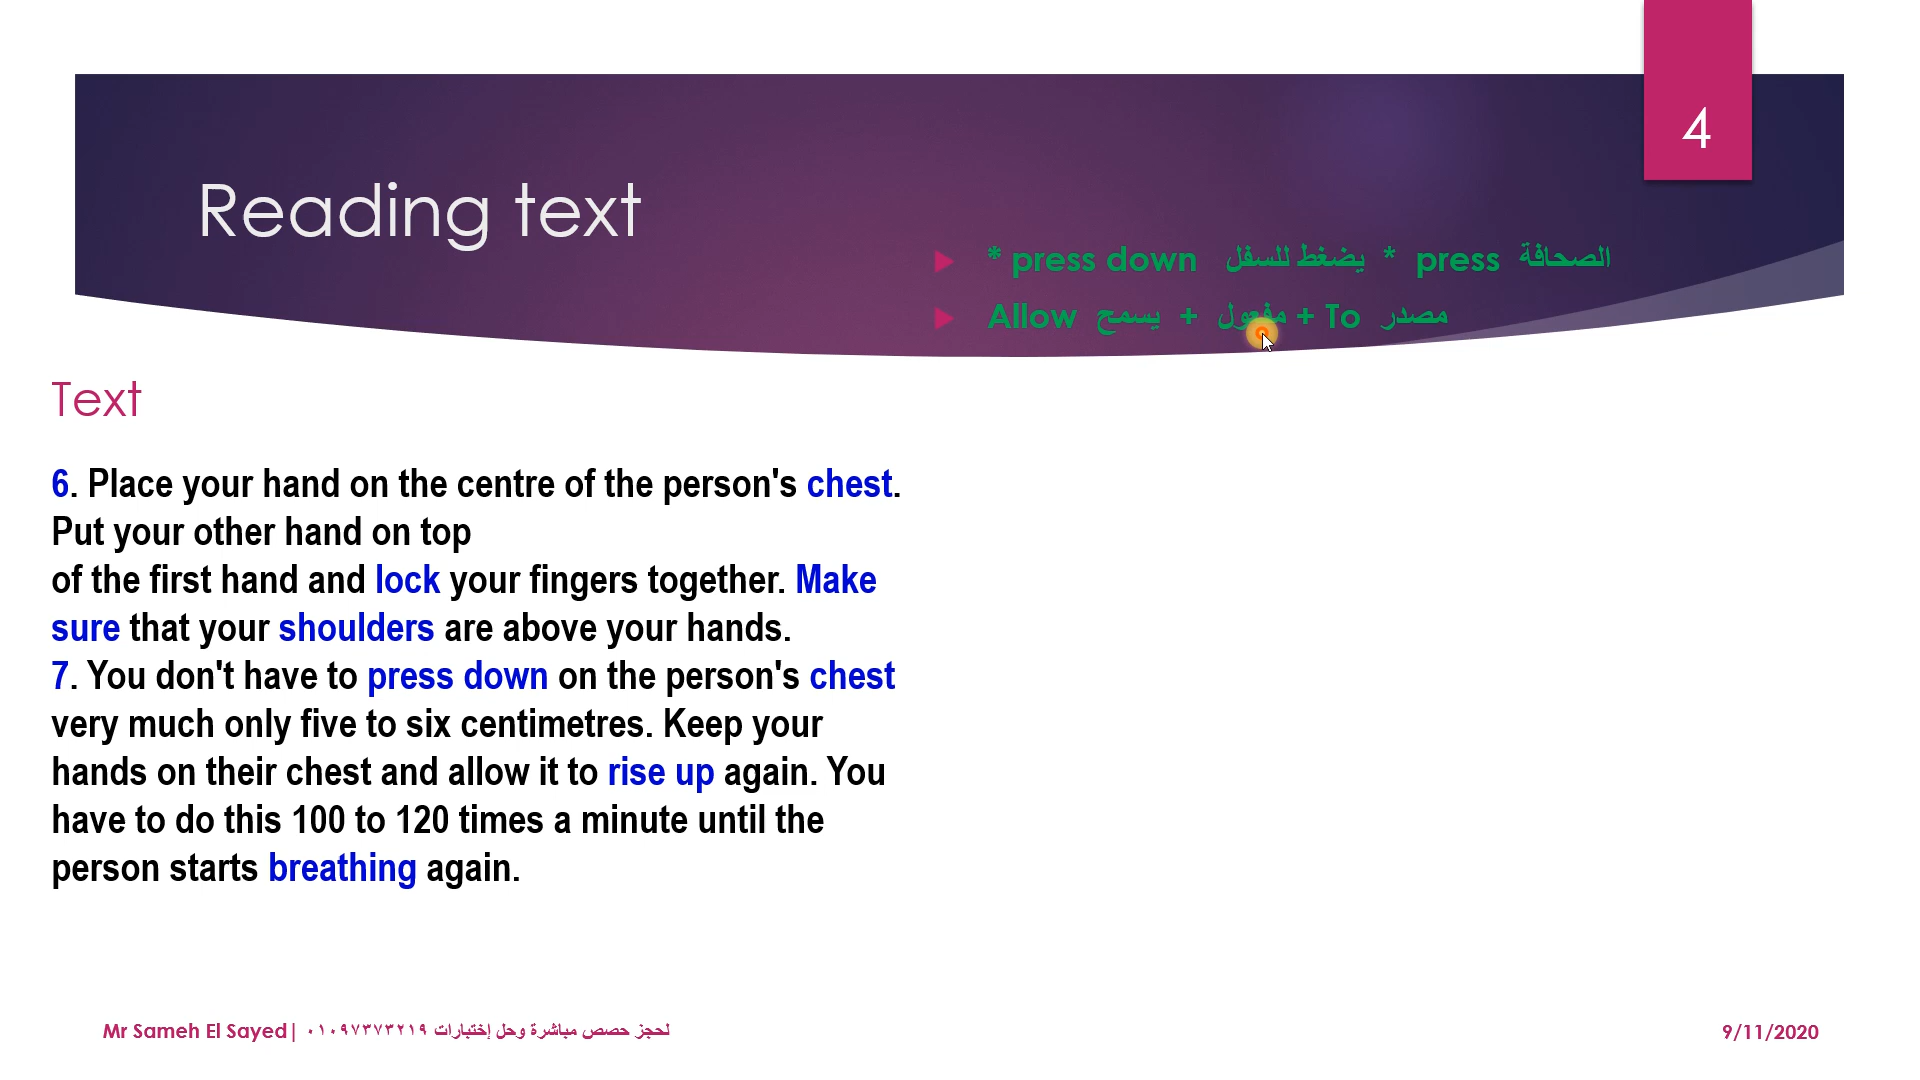 4
Reading text
* press down يضغط للسفل * press الصحافة
Allow يسمح + مفعول + To مصدر
Text
6. Place your hand on the centre of the person's chest.
Put your other hand on top
of the first hand and lock your fingers together. Make
sure that your shoulders are above your hands.
7. You don't have to press down on the person's chest
very much only five to six centimetres. Keep your
hands on their chest and allow it to rise up again. You
have to do this 100 to 120 times a minute until the
person starts breathing again.
Mr Sameh El Sayed| لحجز حصص مباشرة وحل إختبارات ٠١٠٩٧٣٧٣٢١٩
9/11/2020